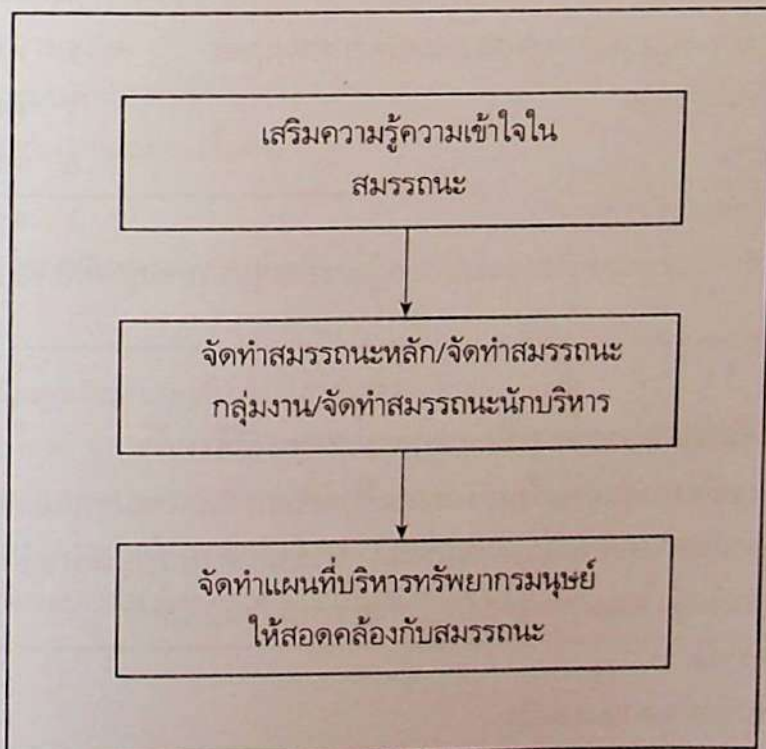 เสริมความรู้ความเข้าใจใน
สมรรถนะ
จัดทำสมรรถนะหลัก/จัดทำสมรรถนะ
กลุ่มงาน/จัดทำสมรรถนะนักบริหาร
จัดทำแผนที่บริหารทรัพยากรมนุษย์
ให้สอดคล้องกับสมรรถนะ